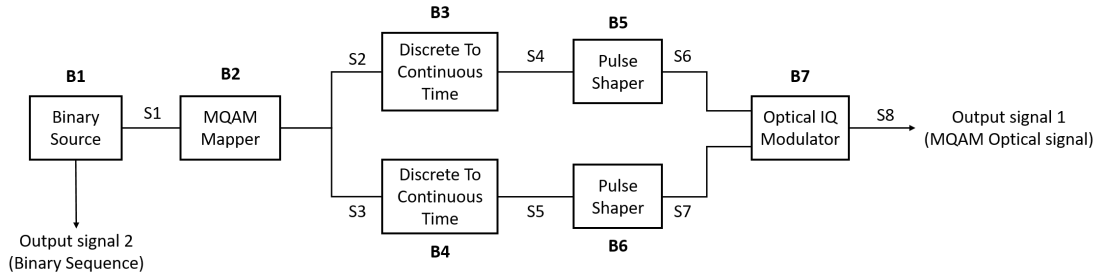 B3
B5
B1
B2
Discrete To
Continuous
Time
S2
S4
Pulse
Shaper
S6
B7
Binary
Source
S1
MQAM
Mapper
Optical IQ
Modulator
S8
Output signal 1
(MQAM Optical signal)
Discrete To
Continuous
Time
S3
S5
Pulse
Shaper
S7
B4
B6
Output signal 2
(Binary Sequence)